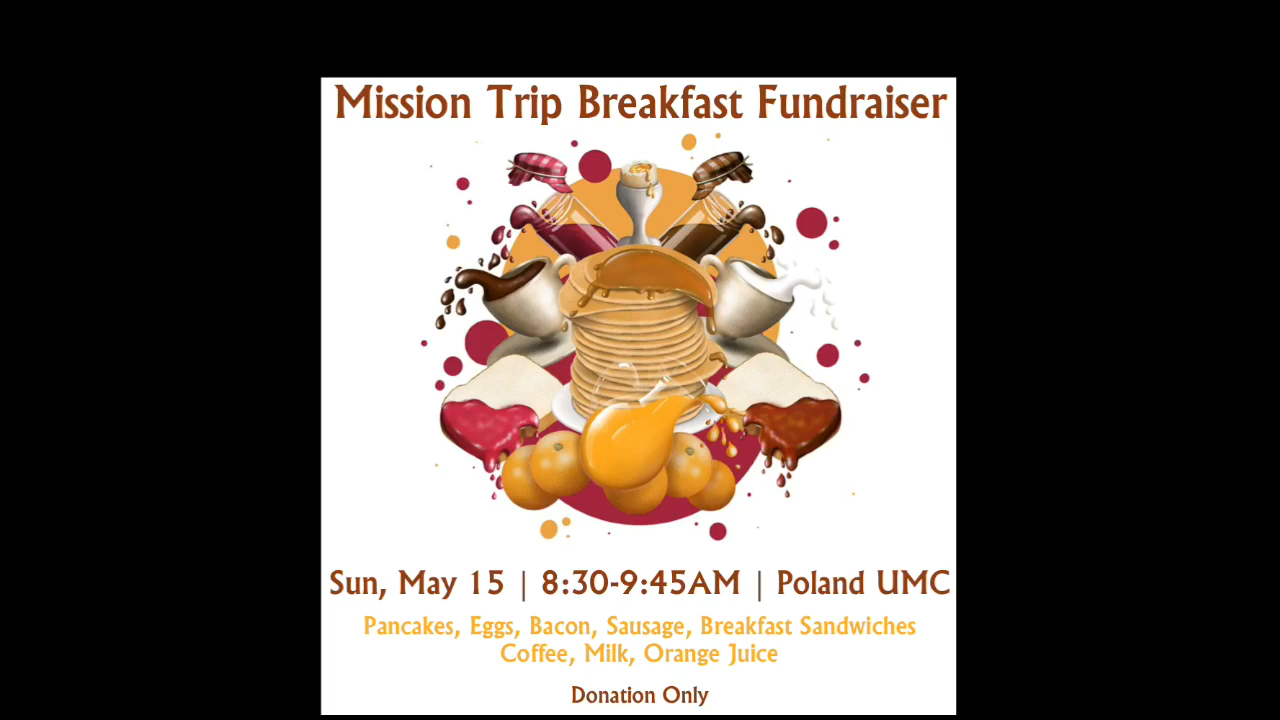 Mission Trip Breakfast Fundraiser
Sun, May 15 | 8:30-9:45AM | Poland UMC
Pancakes, Eggs, Bacon, Sausage, Breakfast Sandwiches
Coffee, Milk, Orange Juice
Donation Only